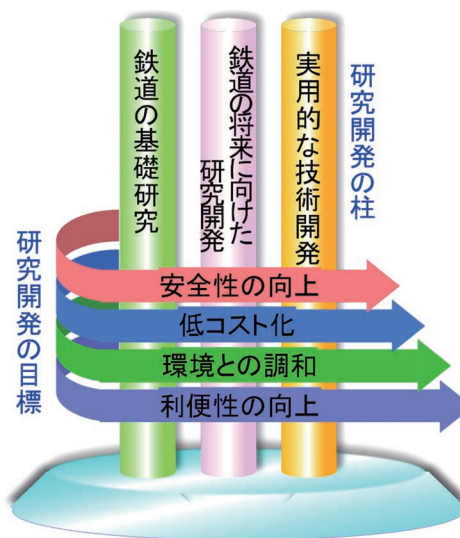 鉄道の基礎研究
鉄道の将来に向けた
研究開発
実用的な技術開発
研究開発の柱
研究開発の目標
安全性の向上
低コスト化
環境との調和
利便性の向上